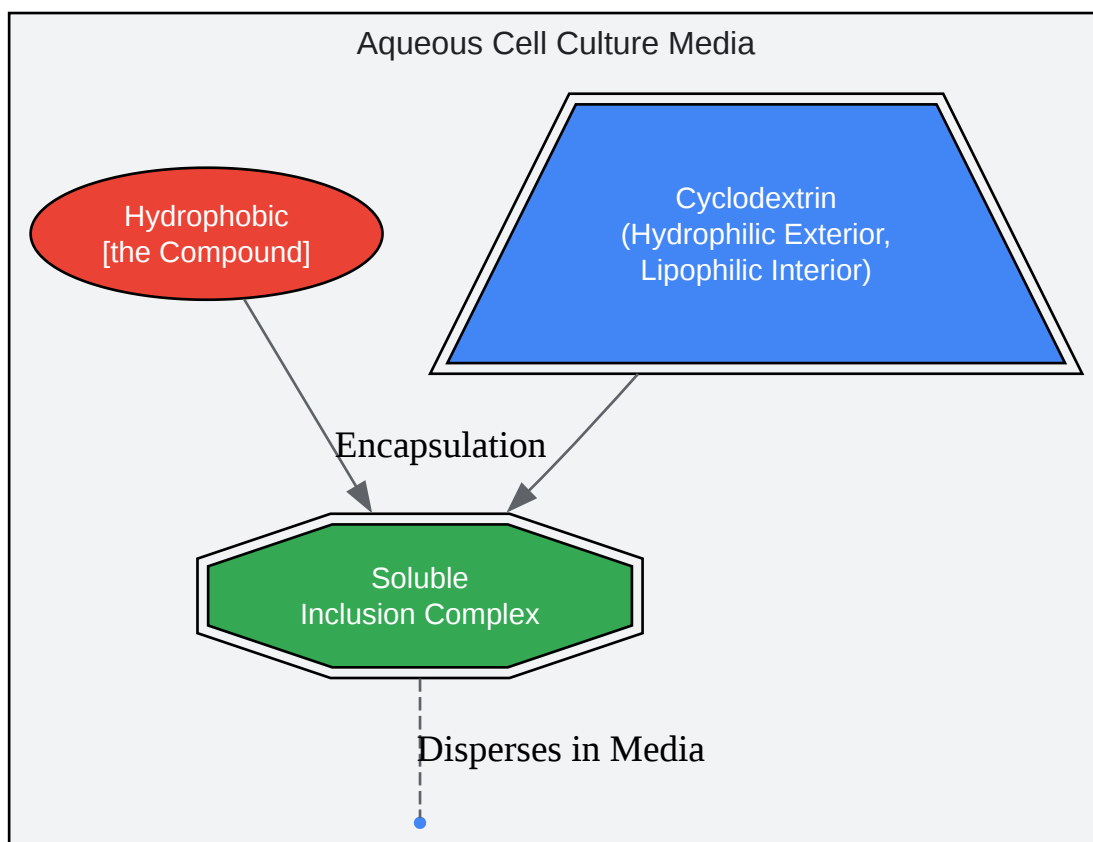 Aqueous Cell Culture Media
Hydrophobic
[the Compound]
Cyclodextrin
(Hydrophilic Exterior,
Lipophilic Interior)
Encapsulation
Soluble
Inclusion Complex
Disperses in Media